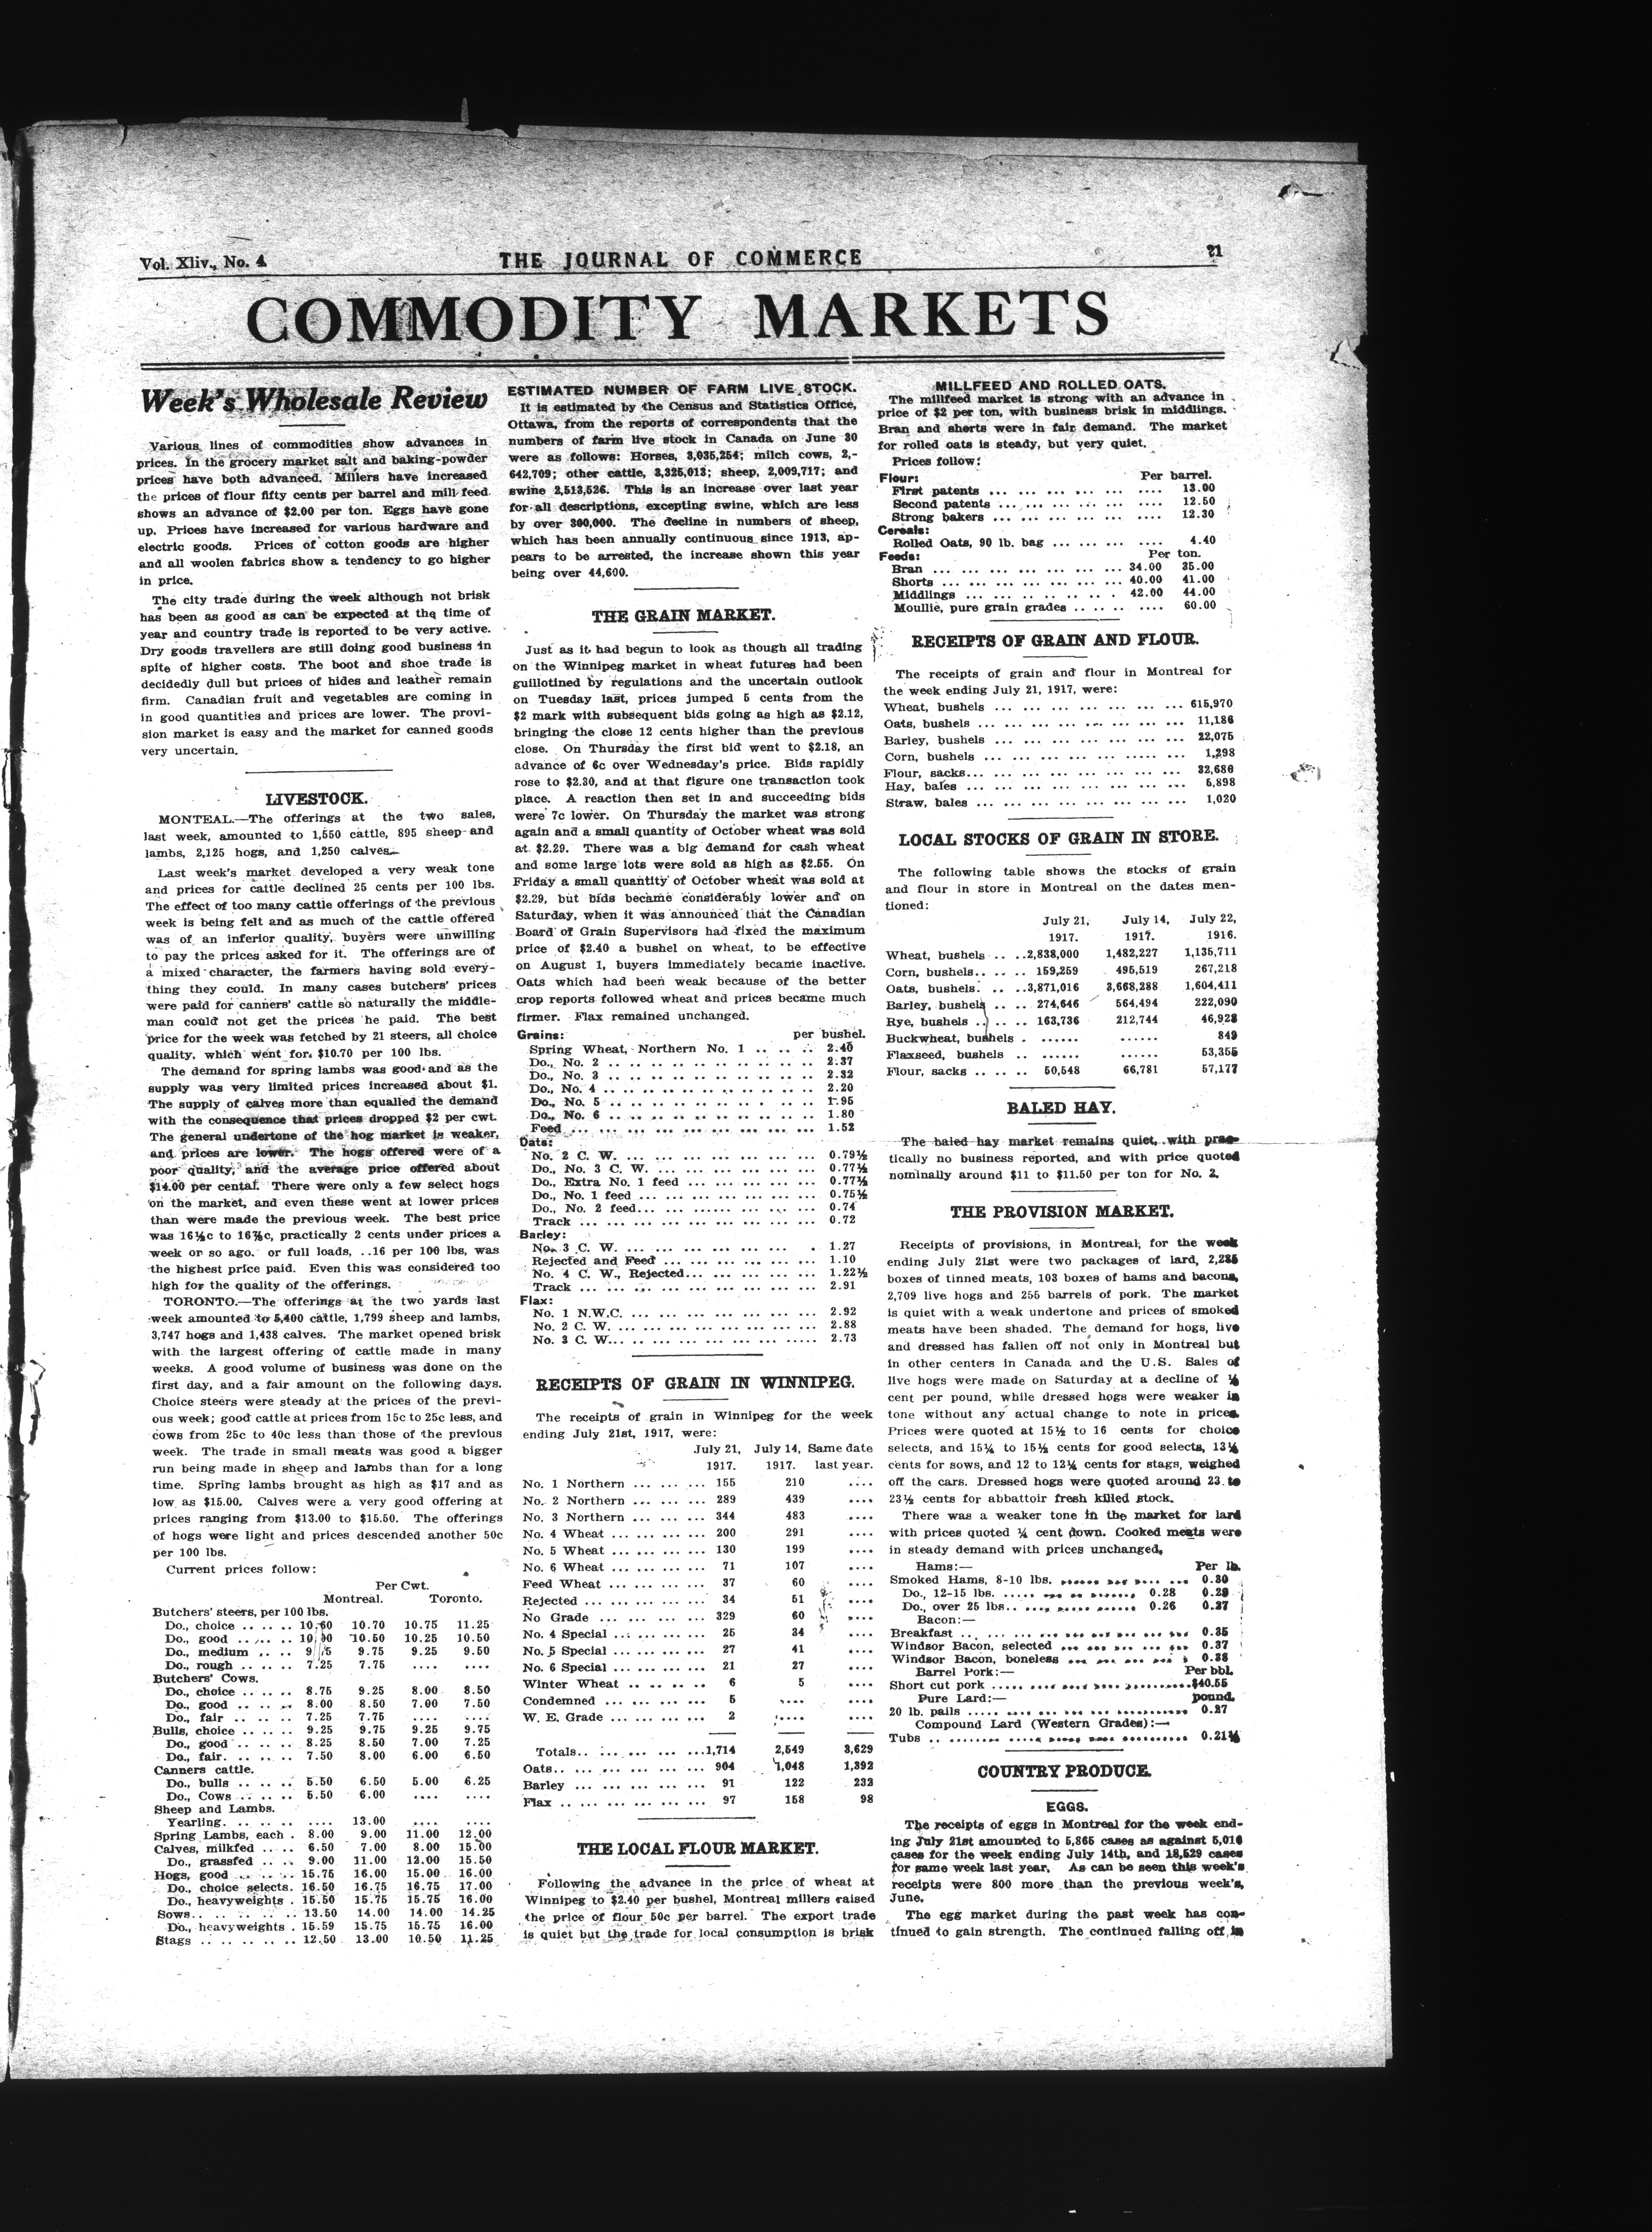 Vol. Xliv., No. 4
THE JOURNAL OF COMMERCE
21
COMMODITY MARKETS
Week's Wholesale Review
Various lines of commodities show advances in
prices. In the grocery market salt and baking-powder
prices have both advanced. Millers have increased
the prices of flour fifty cents per barrel and mill feed
shows an advance of $2.00 per ton. Eggs have gone
up. Prices have increased for various hardware and
electric goods. Prices of cotton goods are higher
and all woolen fabrics show a tendency to go higher
in price.
The city trade during the week although not brisk
has been as good as can be expected at the time of
year and country trade is reported to be very active.
Dry goods travellers are still doing good business in
spite of higher costs. The boot and shoe trade is
decidedly dull but prices of hides and leather remain
firm. Canadian fruit and vegetables are coming in
in good quantities and prices are lower. The provi-
sion market is easy and the market for canned goods
very uncertain.
LIVESTOCK.
MONTEAL.—The offerings at the two sales,
last week, amounted to 1,550 cattle, 895 sheep and
lambs, 2,125 hogs, and 1,250 calves.
Last week's market developed a very weak tone
and prices for cattle declined 25 cents per 100 lbs.
The effect of too many cattle offerings of the previous
week is being felt and as much of the cattle offered
was of an inferior quality, buyers were unwilling
to pay the prices asked for it. The offerings are of
a mixed character, the farmers having sold every-
thing they could. In many cases butchers' prices
were paid for canners' cattle so naturally the middle-
man could not get the prices he paid. The best
price for the week was fetched by 21 steers, all choice
quality, which went for $10.70 per 100 lbs.
The demand for spring lambs was good and as the
supply was very limited prices increased about $1.
The supply of calves more than equalled the demand
with the consequence that prices dropped $2 per cwt.
The general undertone of the hog market is weaker,
and prices are lower. The hogs offered were of a
poor quality, and the average price offered about
$14.00 per cental. There were only a few select hogs
on the market, and even these went at lower prices
than were made the previous week. The best price
was 16½c to 16⅞c, practically 2 cents under prices a
week or so ago. or full loads, ..16 per 100 lbs, was
the highest price paid. Even this was considered too
high for the quality of the offerings.
TORONTO.—The offerings at the two yards last
week amounted to 5,400 cattle, 1,799 sheep and lambs,
3,747 hogs and 1,438 calves. The market opened brisk
with the largest offering of cattle made in many
weeks. A good volume of business was done on the
first day, and a fair amount on the following days.
Choice steers were steady at the prices of the previ-
ous week; good cattle at prices from 15c to 25c less, and
cows from 25c to 40c less than those of the previous
week. The trade in small meats was good a bigger
run being made in sheep and lambs than for a long
time. Spring lambs brought as high as $17 and as
low as $15.00. Calves were a very good offering at
prices ranging from $13.00 to $15.50. The offerings
of hogs were light and prices descended another 50c
per 100 lbs.
Current prices follow:
Per Cwt.
Montreal. Toronto.
Butchers' steers, per 100 lbs.
Do., choice .. .. .. 10.60 10.70 10.75 11.25
Do., good .. .. .. 10. 10.50 10.25 10.50
Do., medium .. .. 9. 9.75 9.25 9.50
Do., rough .. .. .. 7.25 7.75 .... ....
Butchers' Cows.
Do., choice .. .. .. 8.75 9.25 8.00 8.50
Do., good .. .. .. 8.00 8.50 7.00 7.50
Do., fair .. .. .. 7.25 7.75 .... ....
Bulls, choice .. .. .. 9.25 9.75 9.25 9.75
Do., good .. .. .. 8.25 8.50 7.00 7.25
Do., fair. .. .. .. 7.50 8.00 6.00 6.50
Canners cattle.
Do., bulls .. .. .. 5.50 6.50 5.00 6.25
Do., Cows .. .. .. 5.50 6.00 .... ....
Sheep and Lambs.
Yearling. .. .. .. .... 13.00 .... ....
Spring Lambs, each . 8.00 9.00 11.00 12.00
Calves, milkfed .. .. 6.50 7.00 8.00 15.00
Do., grassfed .. .. 9.00 11.00 12.00 15.50
Hogs, good .. .. .. 15.75 16.00 15.00 16.00
Do., choice selects. 16.50 16.75 16.75 17.00
Do., heavyweights . 15.50 15.75 15.75 16.00
Sows.. .. .. .. .. 13.50 14.00 14.00 14.25
Do., heavyweights . 15.59 15.75 15.75 16.00
Stags .. .. .. .. .. 12.50 13.00 10.50 11.25
ESTIMATED NUMBER OF FARM LIVE STOCK.
It is estimated by the Census and Statistics Office,
Ottawa, from the reports of correspondents that the
numbers of farm live stock in Canada on June 30
were as follows: Horses, 3,035,254; milch cows, 2,-
642,709; other cattle, 3,325,013; sheep, 2,009,717; and
swine 2,513,526. This is an increase over last year
for all descriptions, excepting swine, which are less
by over 300,000. The decline in numbers of sheep,
which has been annually continuous since 1913, ap-
pears to be arrested, the increase shown this year
being over 44,600.
THE GRAIN MARKET.
Just as it had begun to look as though all trading
on the Winnipeg market in wheat futures had been
guillotined by regulations and the uncertain outlook
on Tuesday last, prices jumped 5 cents from the
$2 mark with subsequent bids going as high as $2.12,
bringing the close 12 cents higher than the previous
close. On Thursday the first bid went to $2.18, an
advance of 6c over Wednesday's price. Bids rapidly
rose to $2.30, and at that figure one transaction took
place. A reaction then set in and succeeding bids
were 7c lower. On Thursday the market was strong
again and a small quantity of October wheat was sold
at $2.29. There was a big demand for cash wheat
and some large lots were sold as high as $2.55. On
Friday a small quantity of October wheat was sold at
$2.29, but bids became considerably lower and on
Saturday, when it was announced that the Canadian
Board of Grain Supervisors had fixed the maximum
price of $2.40 a bushel on wheat, to be effective
on August 1, buyers immediately became inactive.
Oats which had been weak because of the better
crop reports followed wheat and prices became much
firmer. Flax remained unchanged.
Grains: per bushel.
Spring Wheat, Northern No. 1 .. .. .. 2.40
Do., No. 2 .. .. .. .. .. .. .. .. .. 2.37
Do., No. 3 .. .. .. .. .. .. .. .. .. 2.32
Do., No. 4 .. .. .. .. .. .. .. .. .. 2.20
Do., No. 5 .. .. .. .. .. .. .. .. .. 1.95
Do., No. 6 .. .. .. .. .. .. .. .. .. 1.80
Feed ... ... ... ... ... ... ... ... 1.52
Oats:
No. 2 C. W. ... ... ... ... ... ... ... 0.79½
Do., No. 3 C. W. ... ... ... ... ... ... 0.77½
Do., Extra No. 1 feed ... ... ... ... ... 0.77½
Do., No. 1 feed ... ... ... ... ... ... 0.75½
Do., No. 2 feed... ... ... ... ... ... 0.74
Track ... ... ... ... ... ... ... ... 0.72
Barley:
No. 3 C. W. ... ... ... ... ... ... . 1.27
Rejected and Feed ... ... ... ... ... 1.10
No. 4 C. W., Rejected... ... ... ... ... 1.22½
Track ... ... ... ... ... ... ... ... 2.91
Flax:
No. 1 N.W.C. ... ... ... ... ... ... ... 2.92
No. 2 C. W. ... ... ... ... ... ... ... 2.88
No. 3 C. W... .. ... ... ... ... ... ..... 2.73
RECEIPTS OF GRAIN IN WINNIPEG.
The receipts of grain in Winnipeg for the week
ending July 21st, 1917, were:
July 21, July 14, Same date
1917. 1917. last year.
No. 1 Northern ... ... ... 155 210 ....
No. 2 Northern ... ... ... 289 439 ....
No. 3 Northern ... ... ... 344 483 ....
No. 4 Wheat ... ... ... ... 200 291 ....
No. 5 Wheat ... ... ... ... 130 199 ....
No. 6 Wheat ... ... ... ... 71 107 ....
Feed Wheat ... ... ... ... 37 60 ....
Rejected ... ... ... ... ... 34 51 ....
No Grade ... ... ... ... 329 60 ....
No. 4 Special ... ... ... ... 25 34 ....
No. 5 Special ... ... ... ... 27 41 ....
No. 6 Special ... ... ... ... 21 27 ....
Winter Wheat .. .. .. .. 6 5 ....
Condemned ... ... ... ... 5 .... ....
W. E. Grade ... ... ... ... 2 .... ....
Totals.. ... ... ... ... ...1,714 2,549 3,629
Oats.. ... ... ... ... ... 904 1,048 1,392
Barley ... ... ... ... ... 91 122 232
Flax .. ... ... ... ... ... 97 158 98
THE LOCAL FLOUR MARKET.
Following the advance in the price of wheat at
Winnipeg to $2.40 per bushel, Montreal millers raised
the price of flour 50c per barrel. The export trade
is quiet but the trade for local consumption is brisk
MILLFEED AND ROLLED OATS.
The millfeed market is strong with an advance in
price of $2 per ton, with business brisk in middlings.
Bran and shorts were in fair demand. The market
for rolled oats is steady, but very quiet.
Prices follow:
Flour: Per barrel.
First patents ... ... ... ... ... .... 13.00
Second patents ... ... ... ... ... .... 12.50
Strong bakers ... ... ... ... ... .... 12.30
Cereals:
Rolled Oats, 90 lb. bag ... ... ... .... 4.40
Feeds: Per ton.
Bran ... ... ... ... ... ... ... ... 34.00 35.00
Shorts ... ... ... ... ... ... ... 40.00 41.00
Middlings ... ... .. .. .. .. . 42.00 44.00
Moullie, pure grain grades .. .. .. .... 60.00
RECEIPTS OF GRAIN AND FLOUR.
The receipts of grain and flour in Montreal for
the week ending July 21, 1917, were:
Wheat, bushels ... ... ... ... ... ... ... 615,970
Oats, bushels ... ... ... ... ... ... ... 11,186
Barley, bushels ... ... ... ... ... ... ... 22,075
Corn, bushels ... ... ... ... ... ..... ... 1,298
Flour, sacks... ... ... ... ... ... ... ... 32,680
Hay, bales ... ... ... ... ... ... ... ... 5,898
Straw, bales ... ... ... ... ... ... ... ... 1,020
LOCAL STOCKS OF GRAIN IN STORE.
The following table shows the stocks of grain
and flour in store in Montreal on the dates men-
tioned:
July 21, July 14, July 22,
1917. 1917. 1916.
Wheat, bushels .. ..2,838,000 1,482,227 1,135,711
Corn, bushels.. .. .. 159,259 495,519 267,218
Oats, bushels. .. ..3,871,016 3,668,288 1,604,411
Barley, bushels .. .. 274,646 564,494 222,090
Rye, bushels .. .. .. 163,736 212,744 46,928
Buckwheat, bushels . ...... ...... 849
Flaxseed, bushels .. ...... ...... 53,355
Flour, sacks .. .. .. 50,548 66,781 57,177
BALED HAY.
The baled hay market remains quiet, with prac-
tically no business reported, and with price quoted
nominally around $11 to $11.50 per ton for No. 2.
THE PROVISION MARKET.
Receipts of provisions, in Montreal, for the week
ending July 21st were two packages of lard, 2,285
boxes of tinned meats, 103 boxes of hams and bacons,
2,709 live hogs and 255 barrels of pork. The market
is quiet with a weak undertone and prices of smoked
meats have been shaded. The demand for hogs, live
and dressed has fallen off not only in Montreal but
in other centers in Canada and the U.S. Sales of
live hogs were made on Saturday at a decline of ½
cent per pound, while dressed hogs were weaker in
tone without any actual change to note in prices.
Prices were quoted at 15½ to 16 cents for choice
selects, and 15¼ to 15½ cents for good selects, 13½
cents for sows, and 12 to 12¼ cents for stags, weighed
off the cars. Dressed hogs were quoted around 23 to
23½ cents for abbattoir fresh killed stock.
There was a weaker tone in the market for lard
with prices quoted ¼ cent down. Cooked meats were
in steady demand with prices unchanged.
Hams:— Per lb.
Smoked Hams, 8-10 lbs. ...... ... .... ... 0.30
Do., 12-15 lbs. ..... ... .. ....... 0.28 0.29
Do., over 25 lbs.. .... ..... ...... 0.26 0.27
Bacon:—
Breakfast .. ... ... ... ... ... ... ... 0.35
Windsor Bacon, selected ... ... ... ... ... 0.37
Windsor Bacon, boneless ... ... ... ... . 0.38
Barrel Pork:— Per bbl.
Short cut pork ..... ... .... .... ...........$40.55
Pure Lard:— pound.
20 lb. pails ..... .... ... ... ........... 0.27
Compound Lard (Western Grades):—
Tubs .. ........ ..... ..... .... .......... 0.21¼
COUNTRY PRODUCE.
EGGS.
The receipts of eggs in Montreal for the week end-
ing July 21st amounted to 5,865 cases as against 5,016
cases for the week ending July 14th, and 18,529 cases
for same week last year. As can be seen this week's
receipts were 800 more than the previous week's,
June.
The egg market during the past week has con-
tinued to gain strength. The continued falling off in